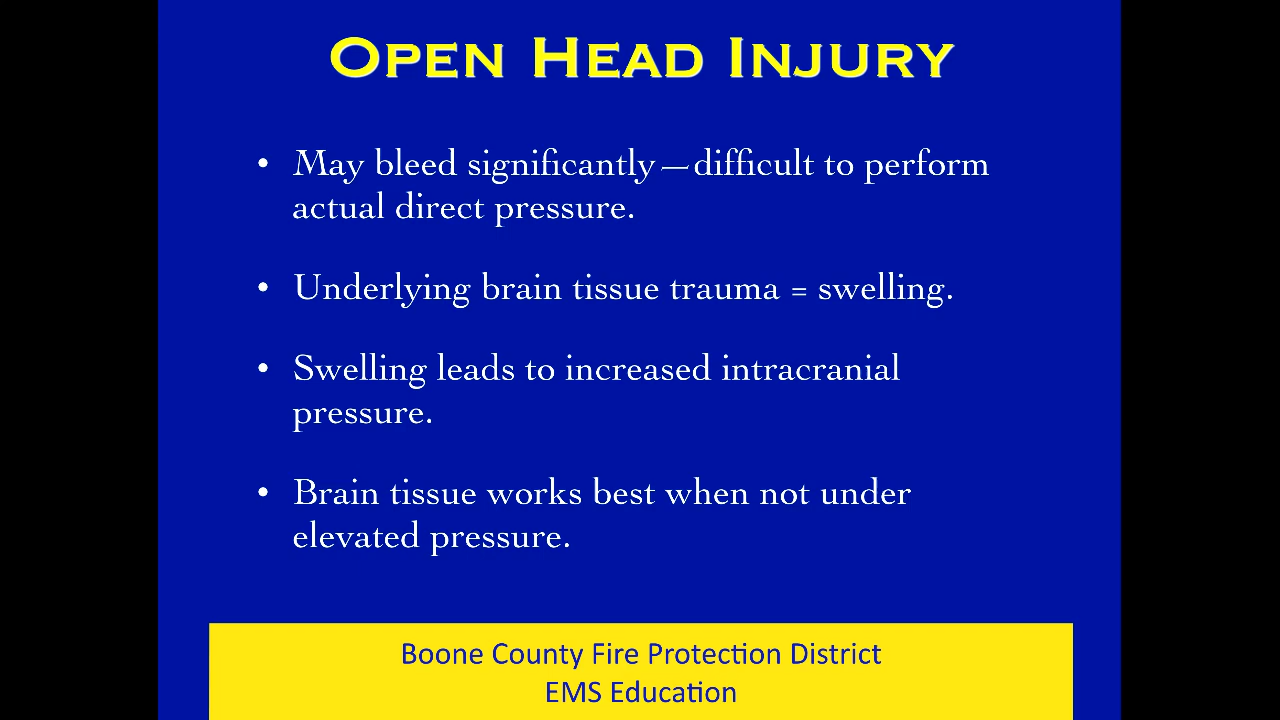 Open Head Injury
• May bleed significantly—difficult to perform
actual direct pressure.
• Underlying brain tissue trauma = swelling.
• Swelling leads to increased intracranial
pressure.
• Brain tissue works best when not under
elevated pressure.
Boone County Fire Protection District
EMS Education